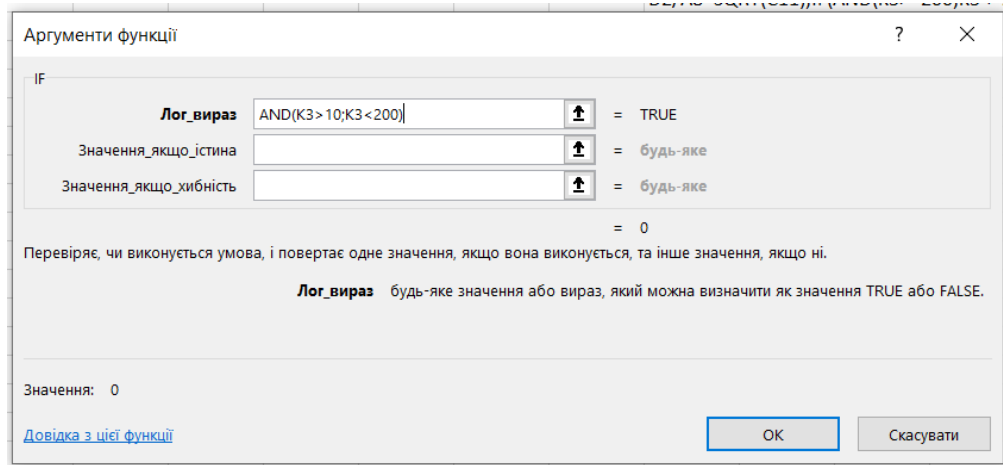 Аргументи функції ? ×
IF
Лог_вираз AND(K3>10;K3<200) = TRUE
Значення_якщо_істина = будь-яке
Значення_якщо_хибність = будь-яке
= 0
Перевіряє, чи виконується умова, і повертає одне значення, якщо вона виконується, та інше значення, якщо ні.
Лог_вираз будь-яке значення або вираз, який можна визначити як значення TRUE або FALSE.
Значення: 0
Довідка з цієї функції
ОК Скасувати